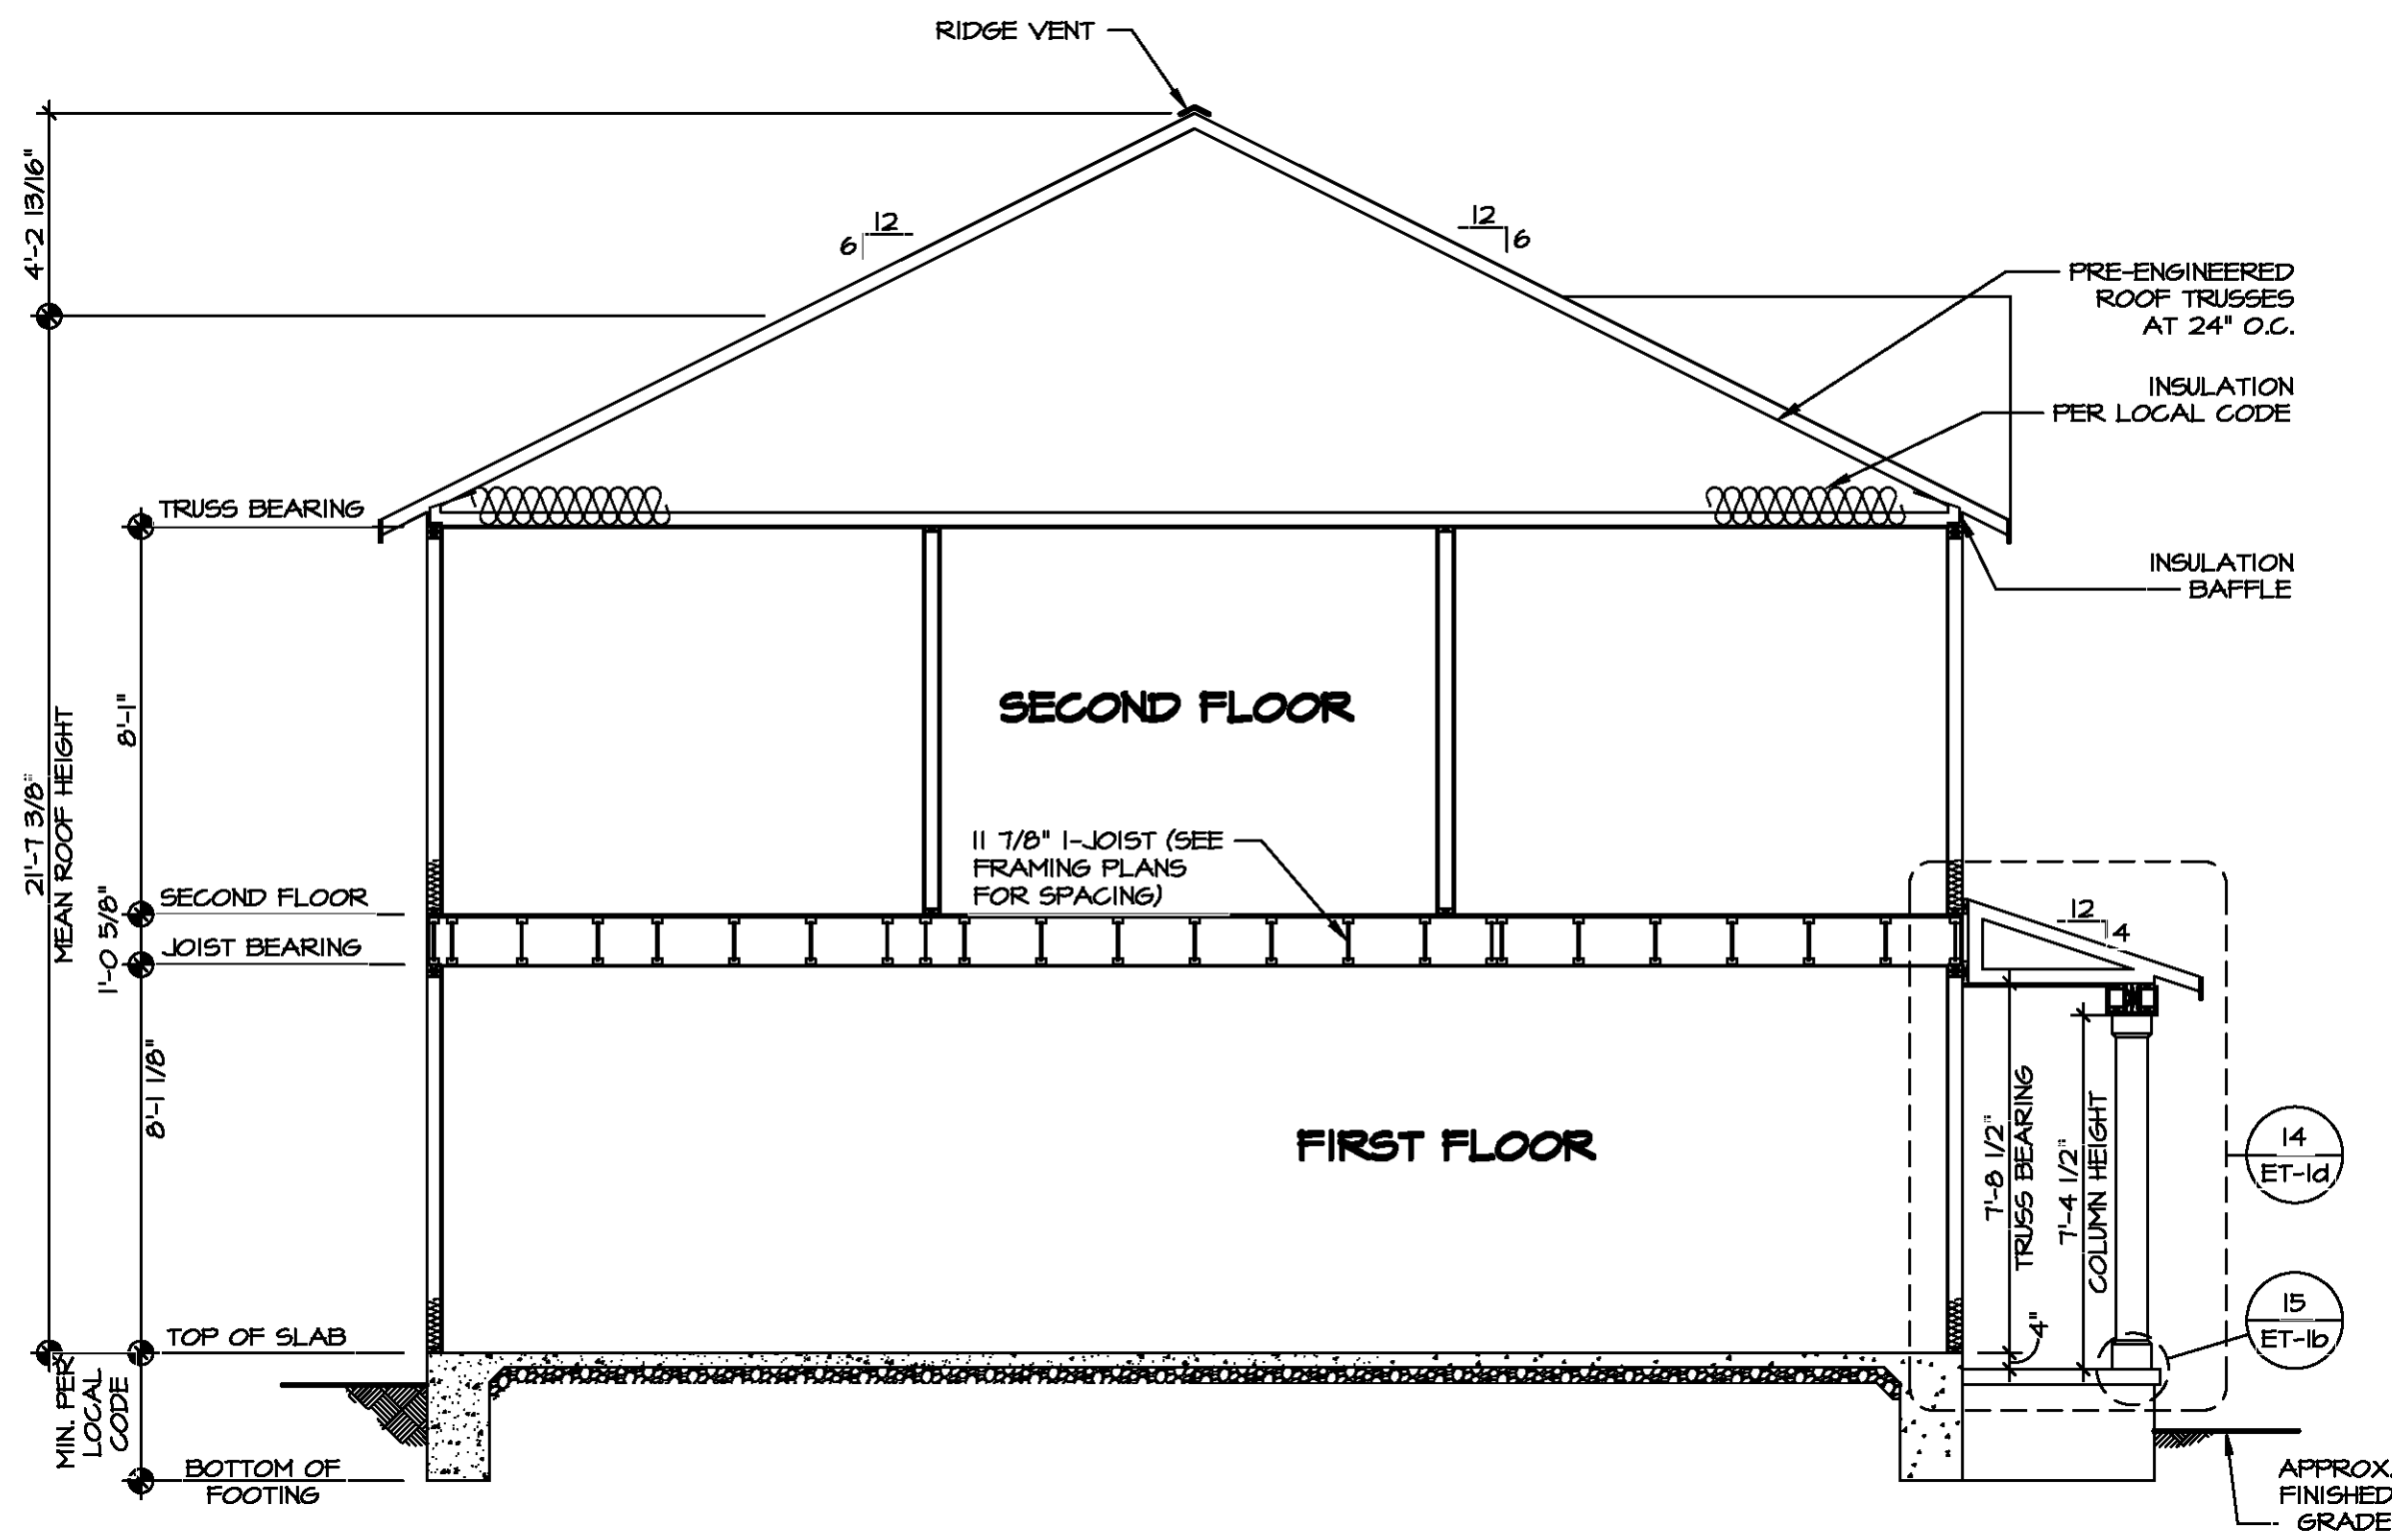 RIDGE VENT
4'-2 13/16"
12
6
12
6
PRE-ENGINEERED
ROOF TRUSSES
AT 24" O.C.
INSULATION
PER LOCAL CODE
TRUSS BEARING
INSULATION
BAFFLE
8'-1"
SECOND FLOOR
21'-7 3/8"
MEAN ROOF HEIGHT
11 7/8" I-JOIST (SEE
FRAMING PLANS
FOR SPACING)
SECOND FLOOR
1'-0 5/8"
JOIST BEARING
12
4
8'-1 1/8"
FIRST FLOOR
7'-8 1/2"
TRUSS BEARING
7'-4 1/2"
COLUMN HEIGHT
14
ET-1d
15
ET-1b
4"
TOP OF SLAB
MIN. PER
LOCAL
CODE
BOTTOM OF
FOOTING
APPROX.
FINISHED
GRADE